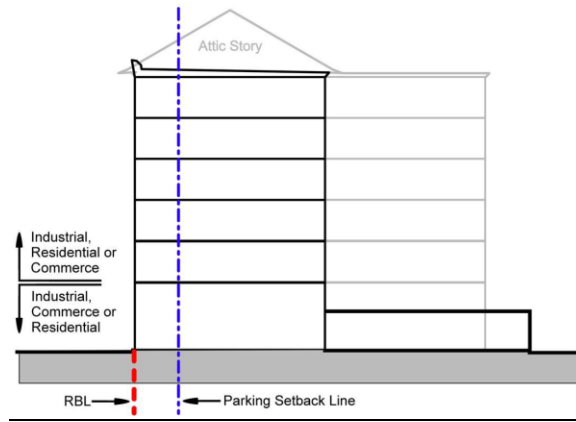 Attic Story
Industrial,
Residential or
Commerce
Industrial,
Commerce or
Residential
RBL
Parking Setback Line